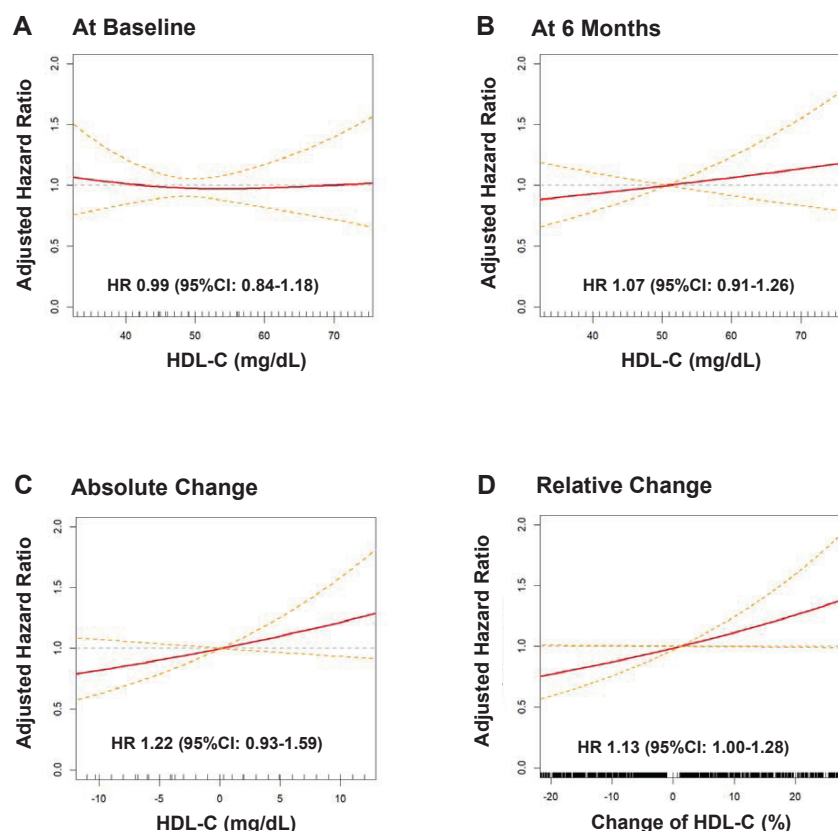 A At Baseline
Adjusted Hazard Ratio
2.0
1.5
1.0
0.5
0.0
HR 0.99 (95%CI: 0.84-1.18)
40 50 60 70
HDL-C (mg/dL)
B At 6 Months
Adjusted Hazard Ratio
2.0
1.5
1.0
0.5
0.0
HR 1.07 (95%CI: 0.91-1.26)
40 50 60 70
HDL-C (mg/dL)
C Absolute Change
Adjusted Hazard Ratio
2.0
1.5
1.0
0.5
0.0
HR 1.22 (95%CI: 0.93-1.59)
-10 -5 0 5 10
HDL-C (mg/dL)
D Relative Change
Adjusted Hazard Ratio
2.0
1.5
1.0
0.5
0.0
HR 1.13 (95%CI: 1.00-1.28)
-20 -10 0 10 20
Change of HDL-C (%)